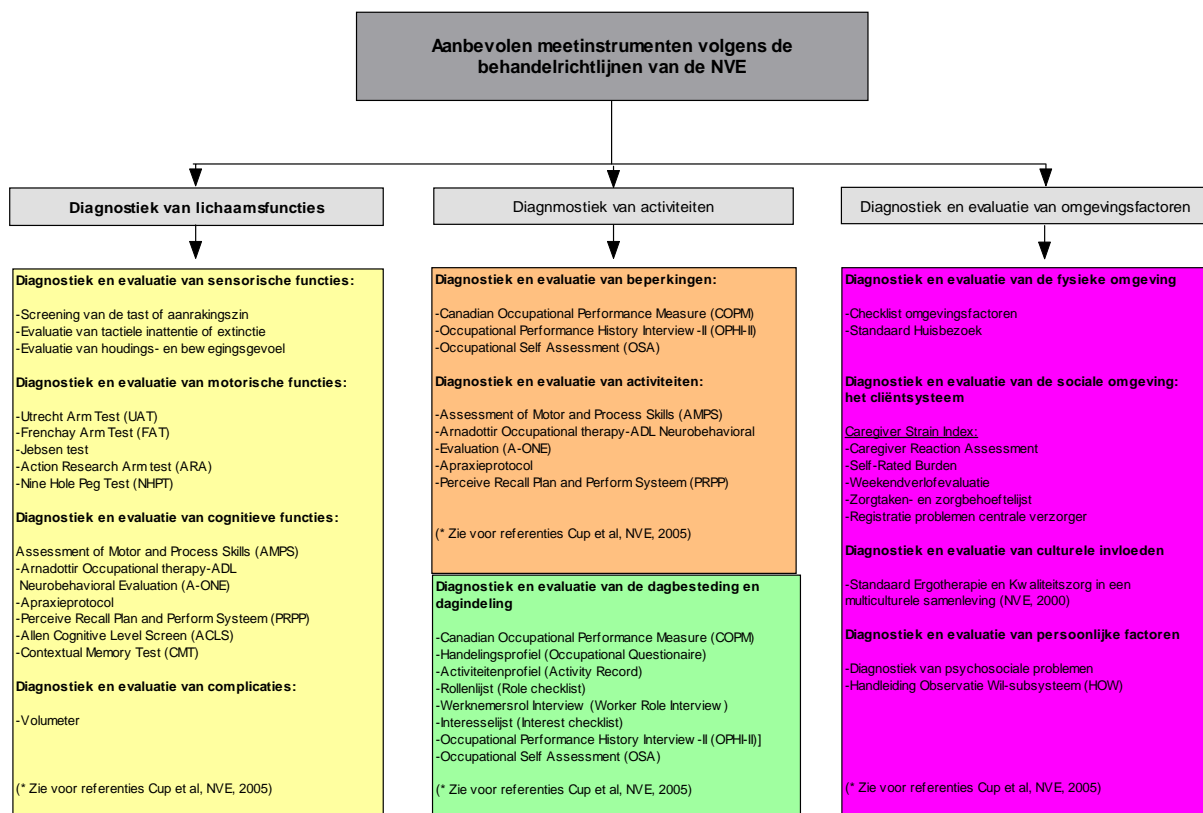 Aanbevolen meetinstrumenten volgens de
behandelrichtlijnen van de NVE
Diagnostiek van lichaamsfuncties
Diagnmostiek van activiteiten
Diagnostiek en evaluatie van omgevingsfactoren
Diagnostiek en evaluatie van sensorische functies:
-Screening van de tast of aanrakingszin
-Evaluatie van tactiele inattentie of extinctie
-Evaluatie van houdings- en bewegingsgevoel
Diagnostiek en evaluatie van motorische functies:
-Utrecht Arm Test (UAT)
-Frenchay Arm Test (FAT)
-Jebsen test
-Action Research Arm test (ARA)
-Nine Hole Peg Test (NHPT)
Diagnostiek en evaluatie van cognitieve functies:
Assessment of Motor and Process Skills (AMPS)
-Arnadottir Occupational therapy-ADL
Neurobehavioral Evaluation (A-ONE)
-Apraxieprotocol
-Perceive Recall Plan and Perform Systeem (PRPP)
-Allen Cognitive Level Screen (ACLS)
-Contextual Memory Test (CMT)
Diagnostiek en evaluatie van complicaties:
-Volumeter
(* Zie voor referenties Cup et al, NVE, 2005)
Diagnostiek en evaluatie van beperkingen:
-Canadian Occupational Performance Measure (COPM)
-Occupational Performance History Interview -II (OPHI-II)
-Occupational Self Assessment (OSA)
Diagnostiek en evaluatie van activiteiten:
-Assessment of Motor and Process Skills (AMPS)
-Arnadottir Occupational therapy-ADL Neurobehavioral
-Evaluation (A-ONE)
-Apraxieprotocol
-Perceive Recall Plan and Perform Systeem (PRPP)
(* Zie voor referenties Cup et al, NVE, 2005)
Diagnostiek en evaluatie van de dagbesteding en
dagindeling
-Canadian Occupational Performance Measure (COPM)
-Handelingsprofiel (Occupational Questionaire)
-Activiteitenprofiel (Activity Record)
-Rollenlijst (Role checklist)
-Werknemersrol Interview (Worker Role Interview)
-Interesselijst (Interest checklist)
-Occupational Performance History Interview -II (OPHI-II)]
-Occupational Self Assessment (OSA)
(* Zie voor referenties Cup et al, NVE, 2005)
Diagnostiek en evaluatie van de fysieke omgeving
-Checklist omgevingsfactoren
-Standaard Huisbezoek
Diagnostiek en evaluatie van de sociale omgeving:
het cliëntsysteem
Caregiver Strain Index:
-Caregiver Reaction Assessment
-Self-Rated Burden
-Weekendverlofevaluatie
-Zorgtaken- en zorgbehoeftelijst
-Registratie problemen centrale verzorger
Diagnostiek en evaluatie van culturele invloeden
-Standaard Ergotherapie en Kwaliteitszorg in een
multiculturele samenleving (NVE, 2000)
Diagnostiek en evaluatie van persoonlijke factoren
-Diagnostiek van psychosociale problemen
-Handleiding Observatie Wil-subsysteem (HOW)
(* Zie voor referenties Cup et al, NVE, 2005)